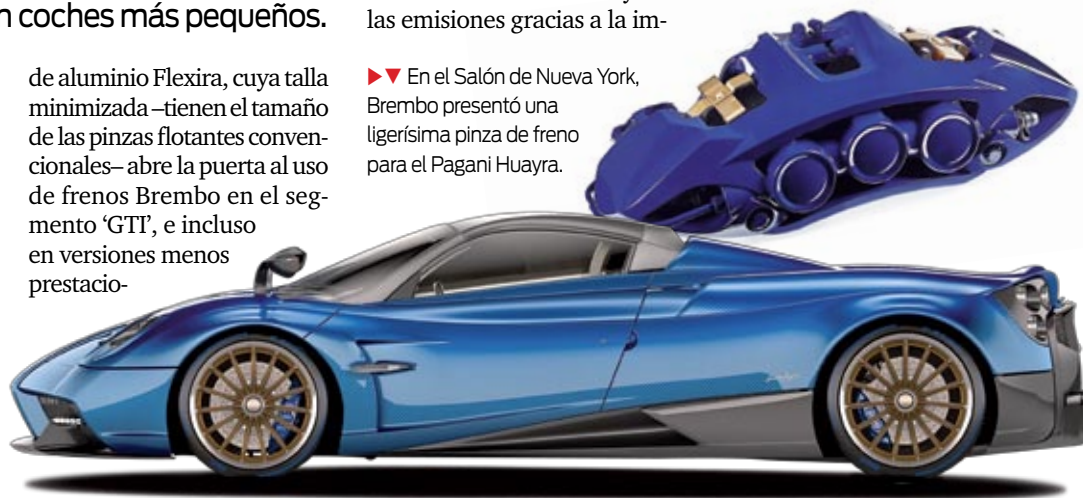 n coches más pequeños.
de aluminio Flexira, cuya talla
minimizada –tienen el tamaño
de las pinzas flotantes conven-
cionales– abre la puerta al uso
de frenos Brembo en el seg-
mento ‘GTI’, e incluso
en versiones menos
prestacio-
las emisiones gracias a la im-
▶▼ En el Salón de Nueva York,
Brembo presentó una
ligerísima pinza de freno
para el Pagani Huayra.